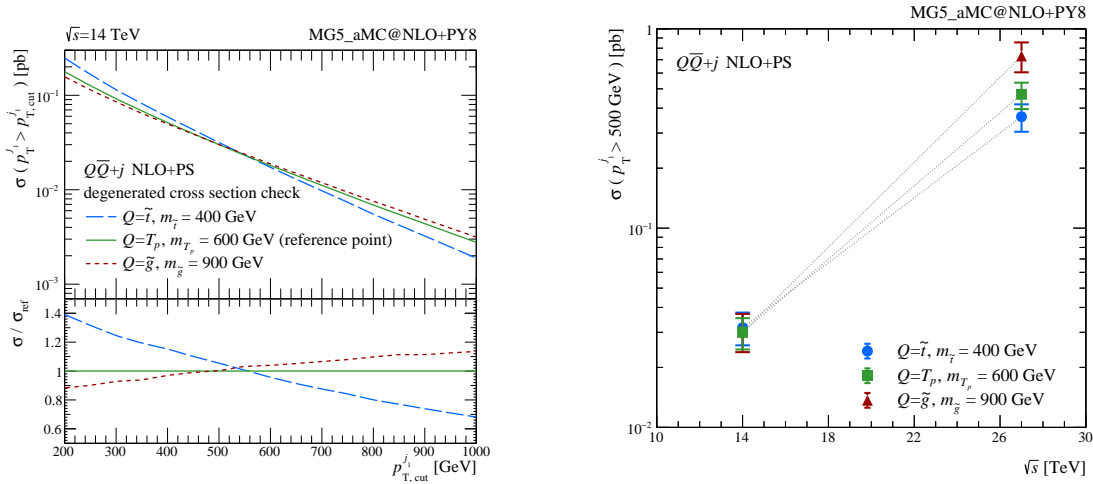 √s=14 TeV
MG5_aMC@NLO+PY8
σ ( p_T^{j_1} > p_{T,cut}^{j_1} ) [pb]
10^{-1}
10^{-2}
10^{-3}
QQ̅+j NLO+PS
degenerated cross section check
Q=t̃, m_t̃ = 400 GeV
Q=T_p, m_{T_p} = 600 GeV (reference point)
Q=g̃, m_g̃ = 900 GeV
σ / σ_ref
1.4
1.2
1
0.8
0.6
200 300 400 500 600 700 800 900 1000
p_{T, cut}^{j_1} [GeV]
MG5_aMC@NLO+PY8
σ ( p_T^{j_1} > 500 GeV ) [pb]
1
10^{-1}
10^{-2}
QQ̅+j NLO+PS
Q=t̃, m_t̃ = 400 GeV
Q=T_p, m_{T_p} = 600 GeV
Q=g̃, m_g̃ = 900 GeV
10 14 18 22 26 30
√s [TeV]